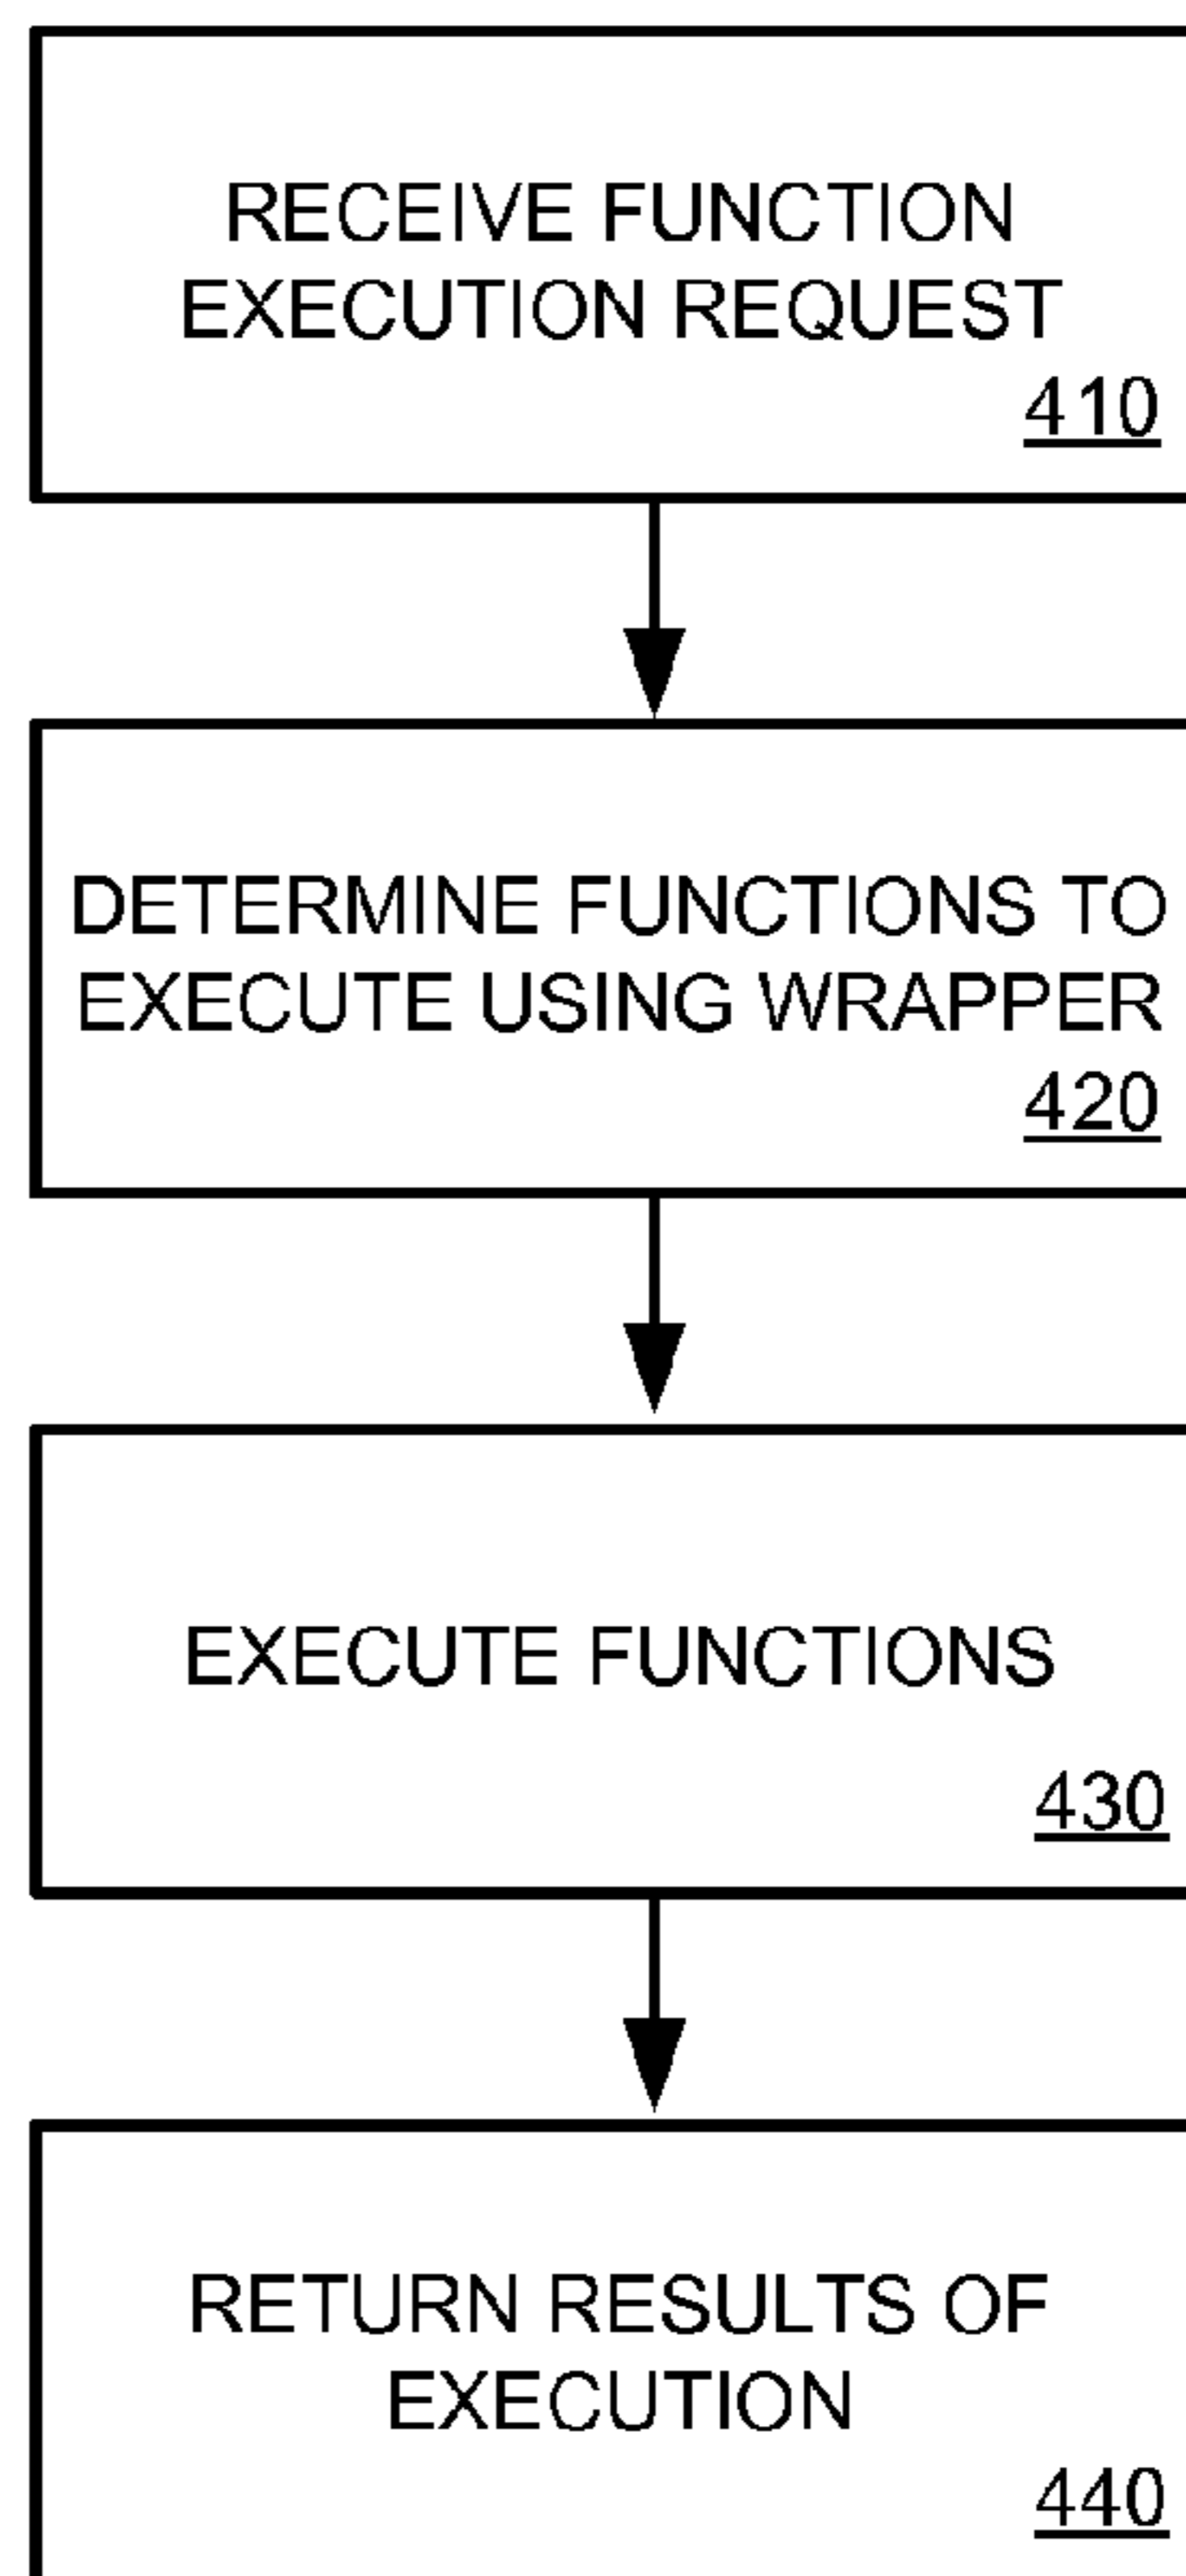 RECEIVE FUNCTION
EXECUTION REQUEST
410
DETERMINE FUNCTIONS TO
EXECUTE USING WRAPPER
420
EXECUTE FUNCTIONS
430
RETURN RESULTS OF
EXECUTION
440